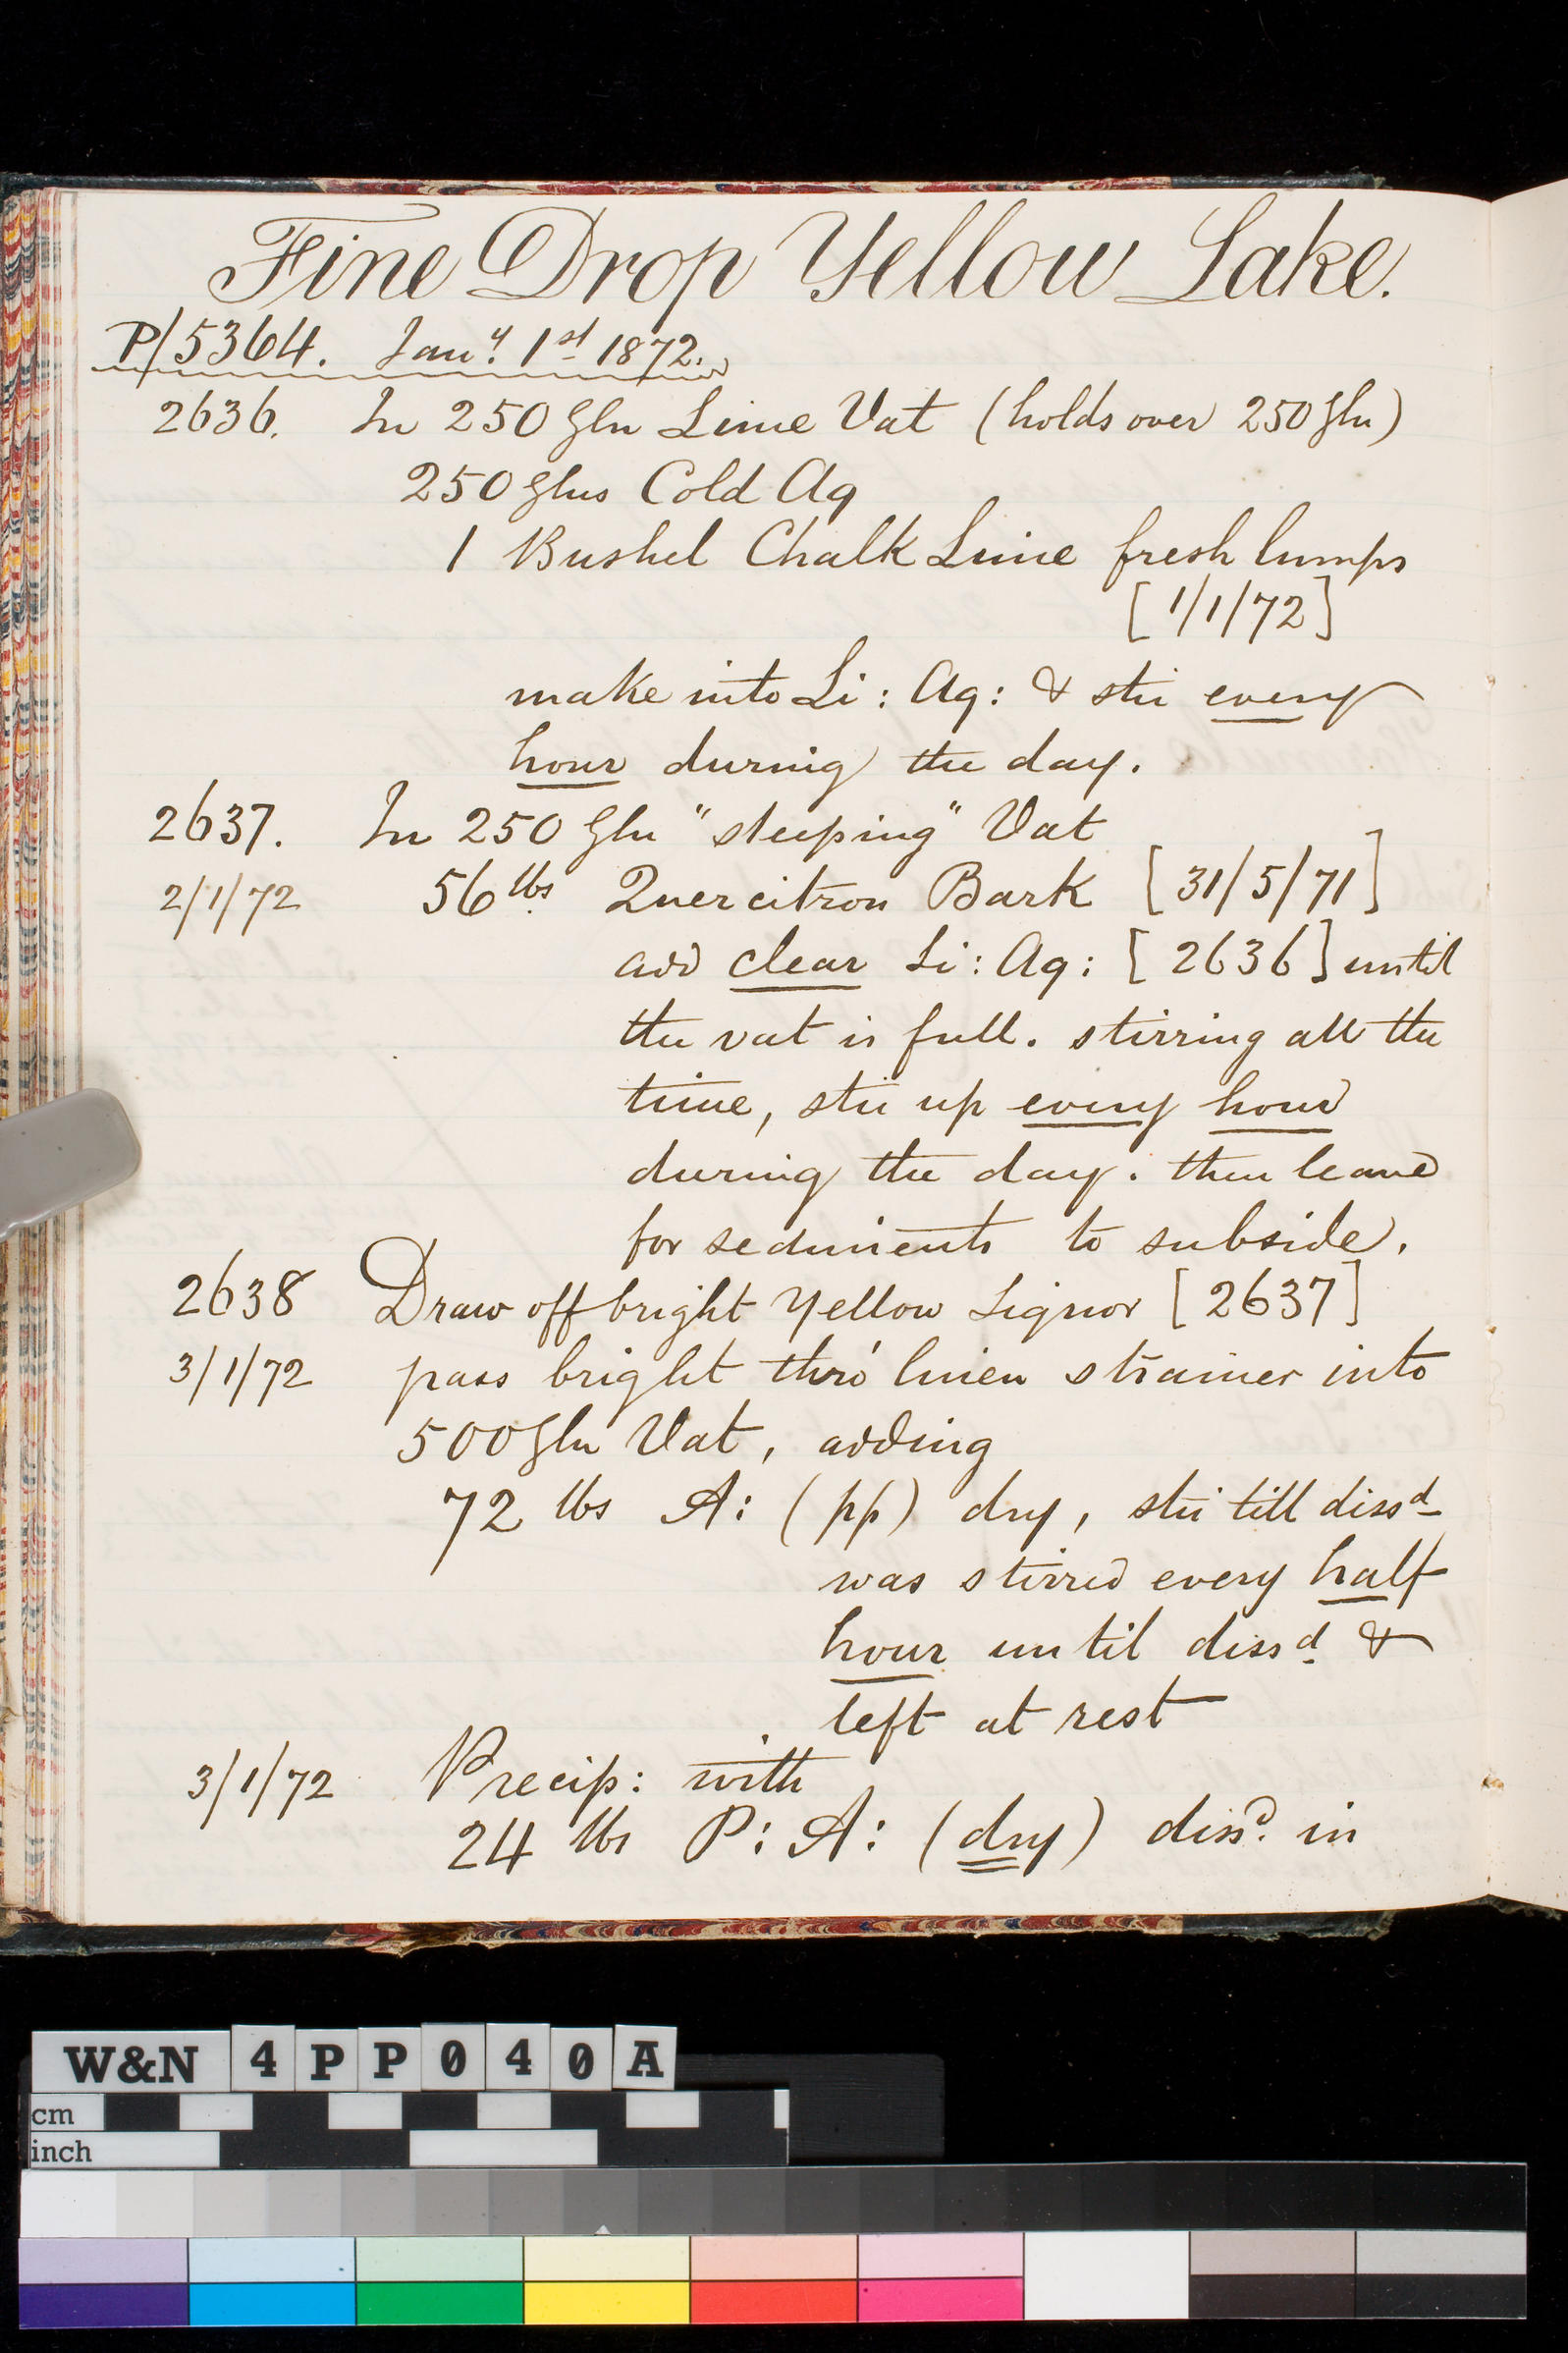 Fine Drop Yellow Lake.
P/5364. Jany. 1st 1872.
2636. In 250 Gln Lime Vat (holds over 250 Gln)
250 Glns Cold Aq
1 Bushel Chalk Lime fresh lumps
[1/1/72]
make into Li: Aq: & stir every
hour during the day.
2637. In 250 Gln "steeping" Vat
2/1/72 56 lbs. Quercitron Bark [31/5/71]
add clear Li: Aq: [2636] until
the vat is full. stirring all the
time, stir up every hour
during the day. then leave
for sediments to subside.
2638 Draw off bright Yellow Liquor [2637]
3/1/72 pass bright thro' linen strainer into
500 Gln Vat, adding
72 lbs A: (pp) dry, stir till dissd
was stirred every half
hour until dissd. &
left at rest
3/1/72 Precip: with
24 lbs P: A: (dry) dissd. in
W&N 4PP040A
cm
inch